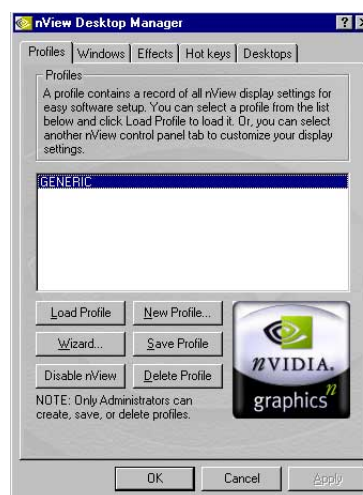 nView Desktop Manager
Profiles Windows Effects Hot keys Desktops
Profiles
A profile contains a record of all nView display settings for
easy software setup. You can select a profile from the list
below and click Load Profile to load it. Or, you can select
another nView control panel tab to customize your display
settings.
GENERIC
Load Profile New Profile...
Wizard... Save Profile
Disable nView Delete Profile
NOTE: Only Administrators can
create, save, or delete profiles.
nVIDIA.
graphics n
OK Cancel Apply